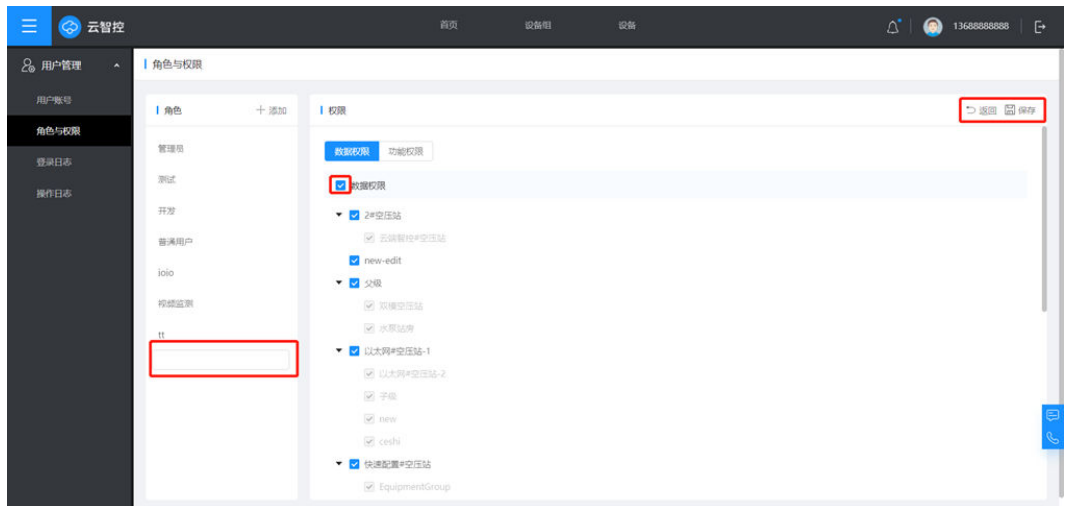 云智控
首页
设备组
设备
13688888888
用户管理
用户账号
角色与权限
登录日志
操作日志
角色与权限
角色
添加
管理员
测试
开发
普通用户
ioio
视频监测
tt
权限
返回
保存
数据权限
功能权限
数据权限
2#空压站
云端智控#空压站
new-edit
父级
双模空压站
水泵站房
以太网#空压站-1
以太网#空压站-2
子级
new
ceshi
快速配置#空压站
EquipmentGroup